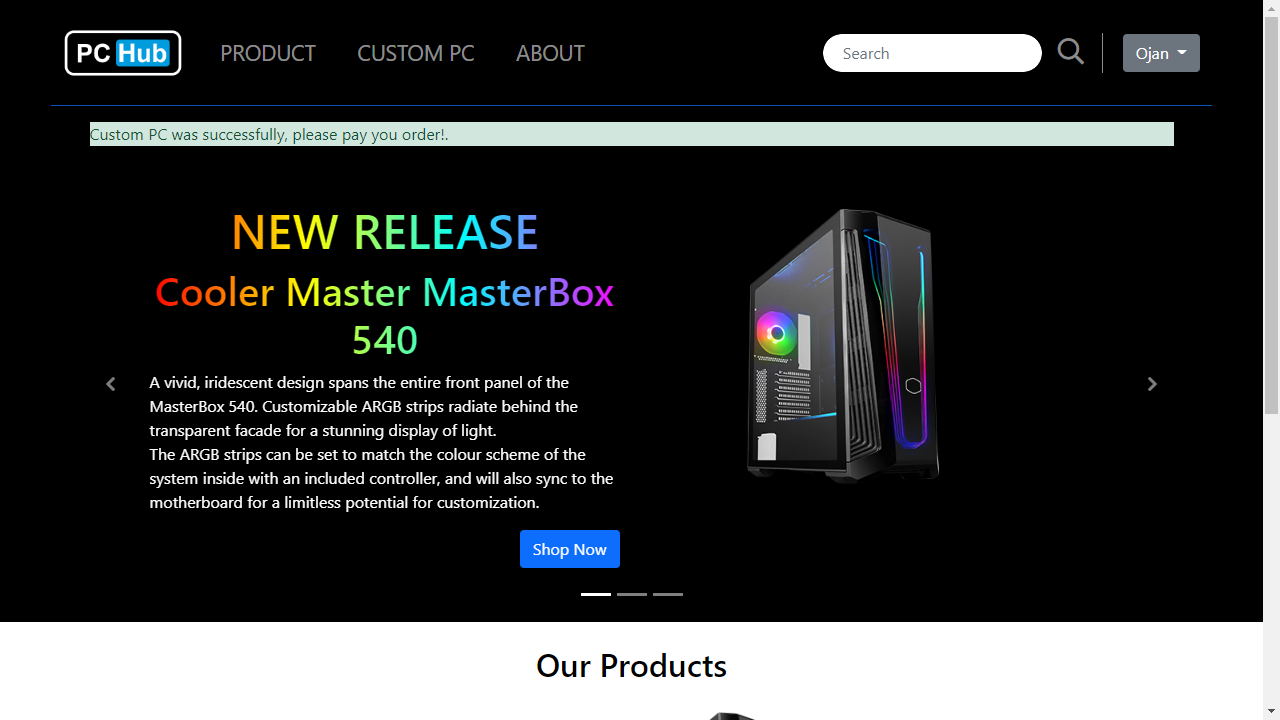 PC Hub PRODUCT CUSTOM PC ABOUT Search Ojan
Custom PC was successfully, please pay you order!.
NEW RELEASE
Cooler Master MasterBox
540
A vivid, iridescent design spans the entire front panel of the
MasterBox 540. Customizable ARGB strips radiate behind the
transparent facade for a stunning display of light.
The ARGB strips can be set to match the colour scheme of the
system inside with an included controller, and will also sync to the
motherboard for a limitless potential for customization.
Shop Now
Our Products